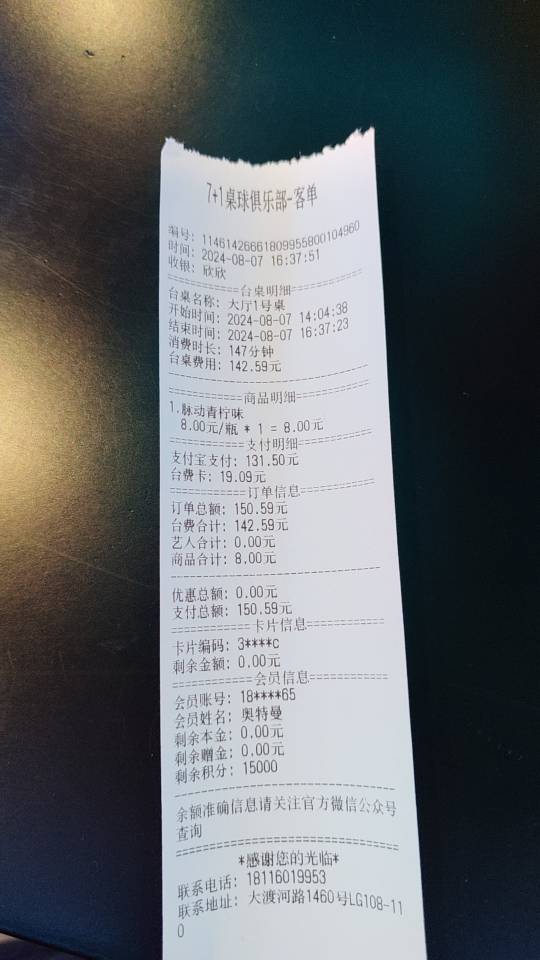 7+1桌球俱乐部-客单
编号: 11461426661809955800104960
时间: 2024-08-07 16:37:51
收银: 欣欣
===========台桌明细===========
台桌名称: 大厅1号桌
开始时间: 2024-08-07 14:04:38
结束时间: 2024-08-07 16:37:23
消费时长: 147分钟
台桌费用: 142.59元
--------------------------------
===========商品明细===========
1.脉动青柠味
8.00元/瓶 * 1 = 8.00元
===========支付明细===========
支付宝支付: 131.50元
台费卡: 19.09元
===========订单信息===========
订单总额: 150.59元
台费合计: 142.59元
艺人合计: 0.00元
商品合计: 8.00元
--------------------------------
优惠总额: 0.00元
支付总额: 150.59元
===========卡片信息===========
卡片编码: 3****c
剩余金额: 0.00元
===========会员信息===========
会员账号: 18****65
会员姓名: 奥特曼
剩余本金: 0.00元
剩余赠金: 0.00元
剩余积分: 15000
--------------------------------
余额准确信息请关注官方微信公众号
查询
================================
*感谢您的光临*
联系电话: 18116019953
联系地址: 大渡河路1460号LG108-11
0